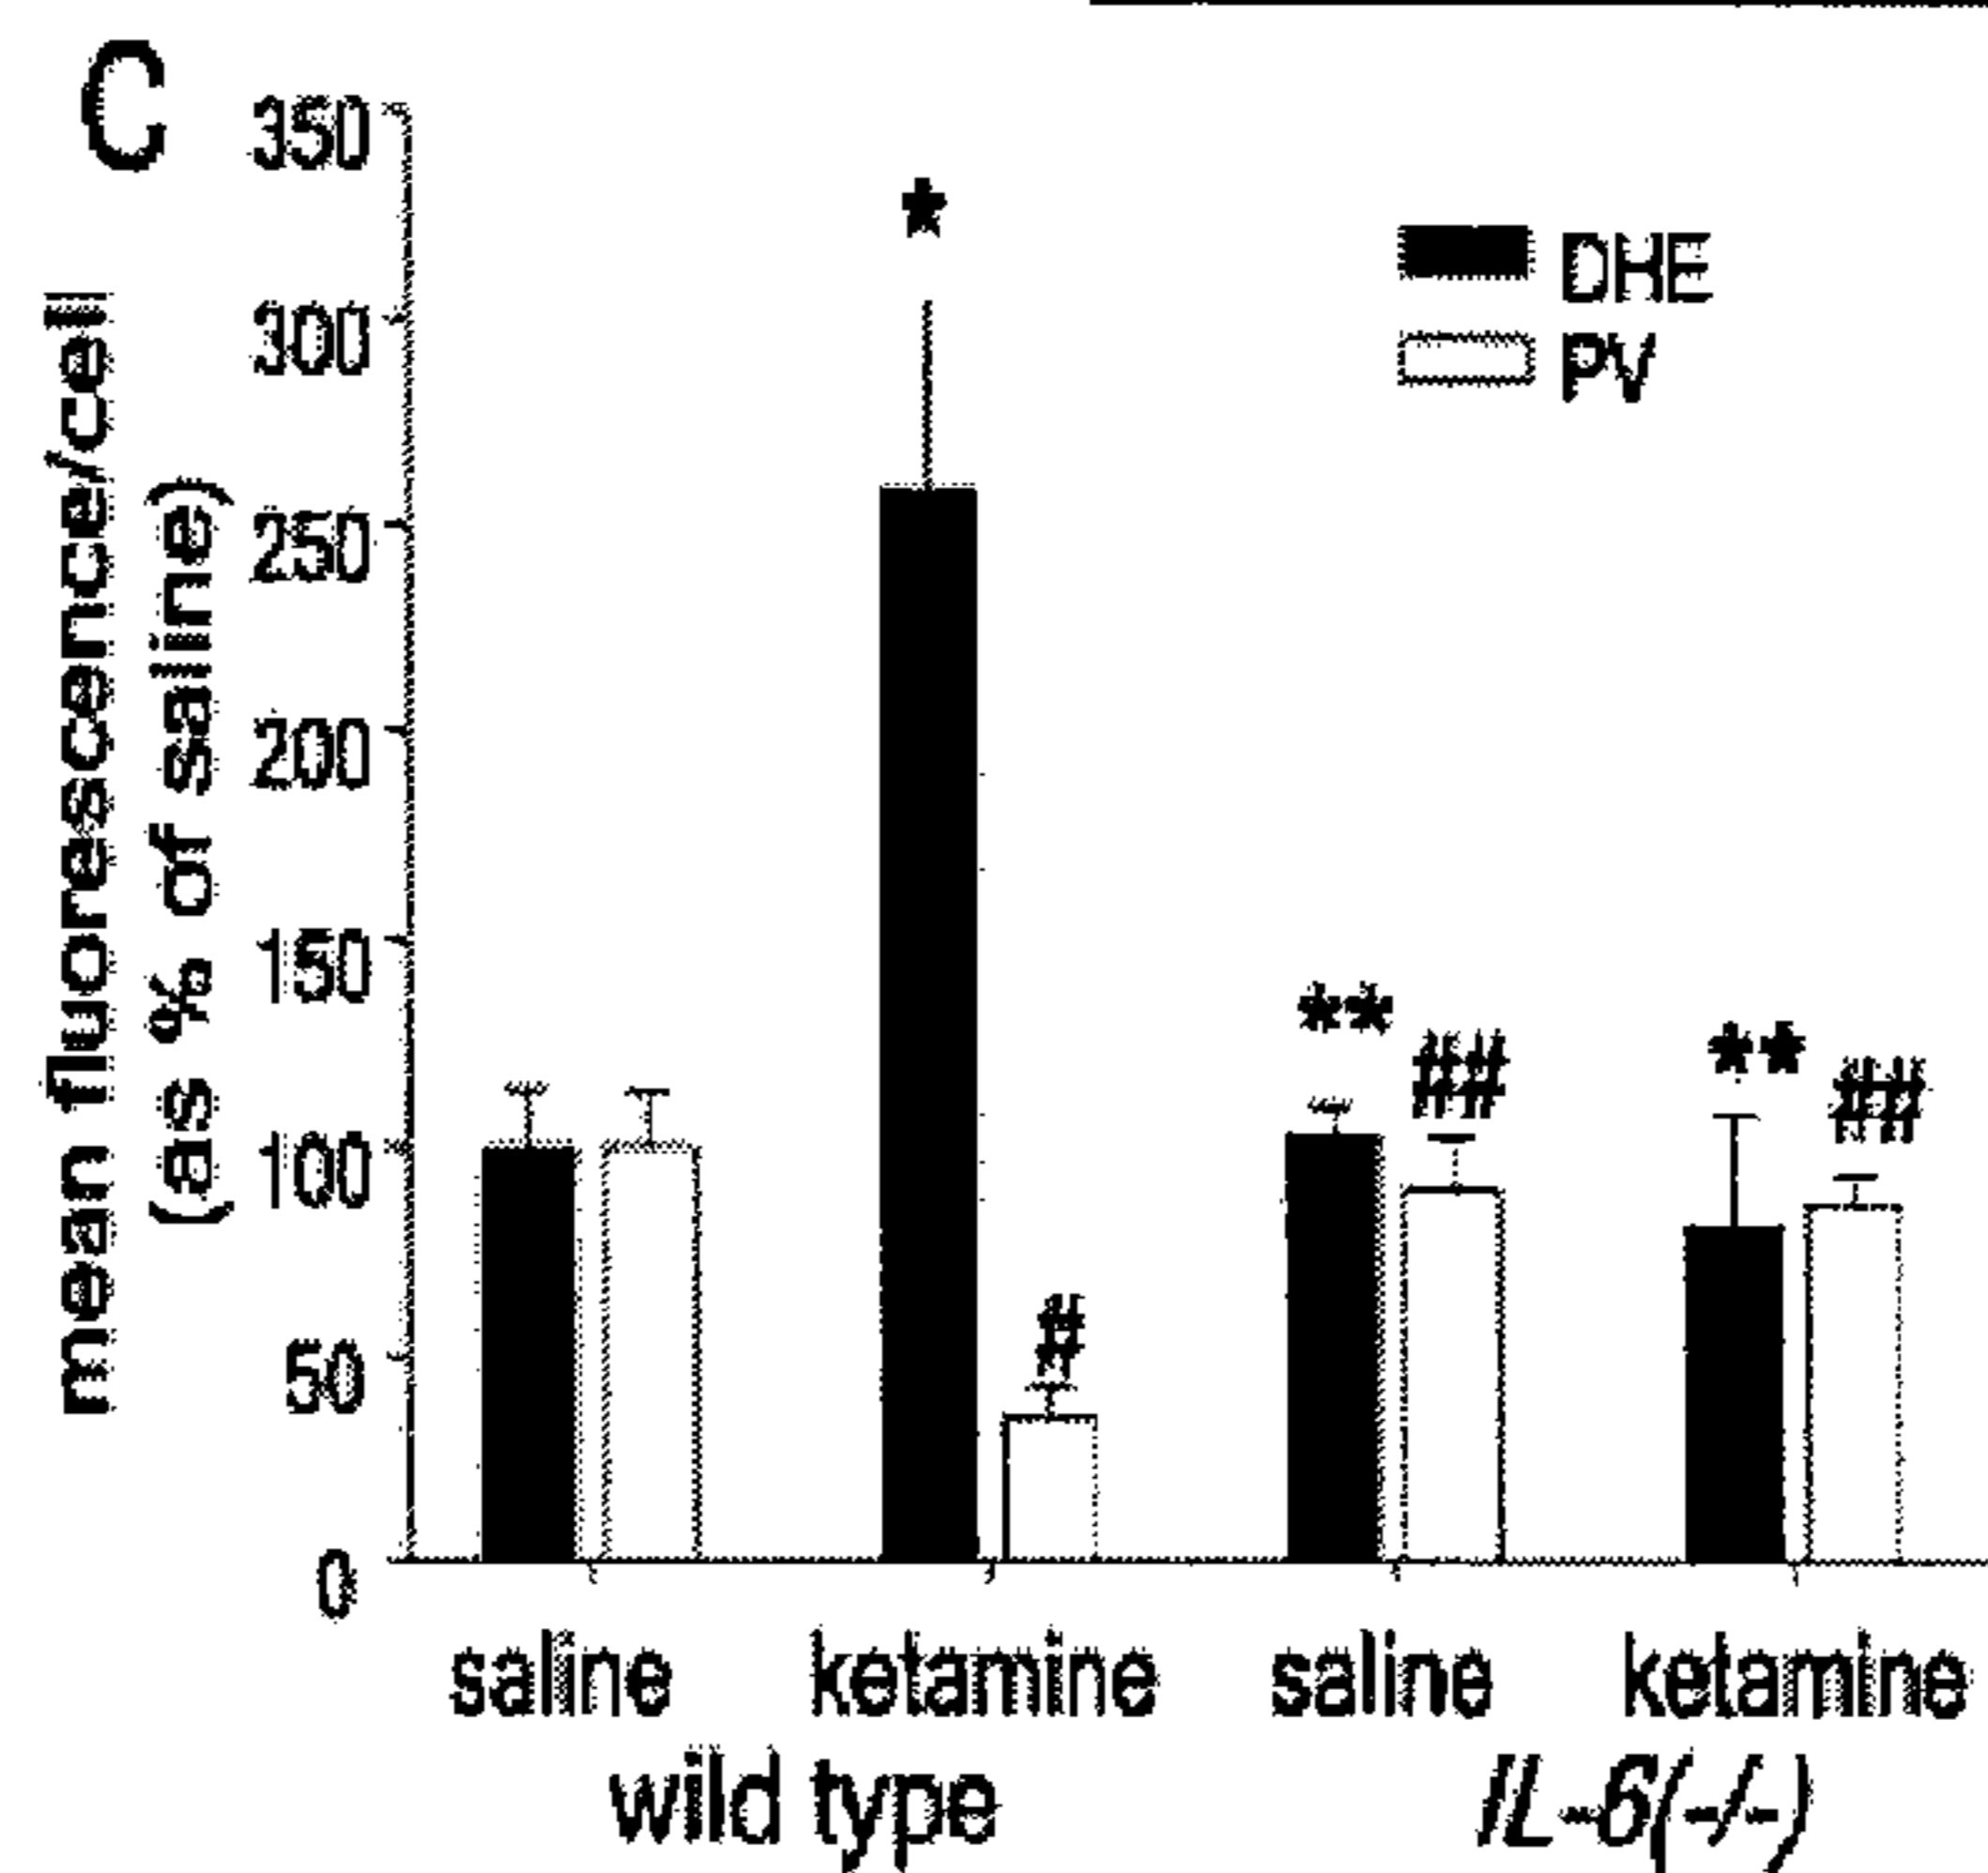 C
mean fluorescence/cell
(as % of saline)
350
300
250
200
150
100
50
0
*
DHE
PV
#
**
##
**
##
saline ketamine saline ketamine
wild type IL-6(-/-)